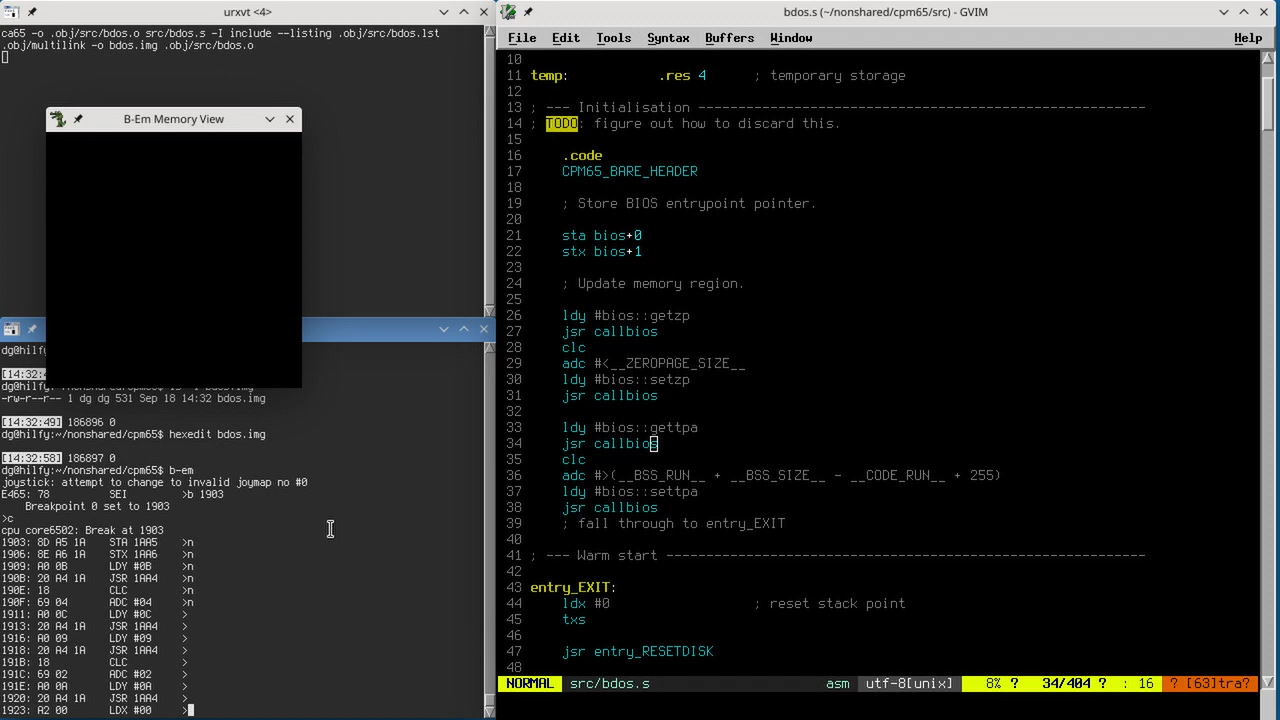 urxvt <4>
ca65 -o .obj/src/bdos.o src/bdos.s -I include --listing .obj/src/bdos.lst
.obj/multilink -o bdos.img .obj/src/bdos.o
B-Em Memory View
-rw-r--r-- 1 dg dg 531 Sep 18 14:32 bdos.img
[14:32:49] 186896 0
dg@hilfy:~/nonshared/cpm65$ hexedit bdos.img
[14:32:58] 186897 0
dg@hilfy:~/nonshared/cpm65$ b-em
joystick: attempt to change to invalid joymap no #0
E465: 78 SEI >b 1903
Breakpoint 0 set to 1903
>c
cpu core6502: Break at 1903
1903: 8D A5 1A STA 1AA5 >n
1906: 8E A6 1A STX 1AA6 >n
1909: A0 0B LDY #0B >n
190B: 20 A4 1A JSR 1AA4 >n
190E: 18 CLC >n
190F: 69 04 ADC #04 >n
1911: A0 0C LDY #0C >
1913: 20 A4 1A JSR 1AA4 >
1916: A0 09 LDY #09 >
1918: 20 A4 1A JSR 1AA4 >
191B: 18 CLC >
191C: 69 02 ADC #02 >
191E: A0 0A LDY #0A >
1920: 20 A4 1A JSR 1AA4 >
1923: A2 00 LDX #00 >
bdos.s (~/nonshared/cpm65/src) - GVIM
File Edit Tools Syntax Buffers Window Help
10
11 temp: .res 4 ; temporary storage
12
13 ; --- Initialisation --------------------------------------------------------
14 ; TODO: figure out how to discard this.
15
16 .code
17 CPM65_BARE_HEADER
18
19 ; Store BIOS entrypoint pointer.
20
21 sta bios+0
22 stx bios+1
23
24 ; Update memory region.
25
26 ldy #bios::getzp
27 jsr callbios
28 clc
29 adc #<__ZEROPAGE_SIZE__
30 ldy #bios::setzp
31 jsr callbios
32
33 ldy #bios::gettpa
34 jsr callbios
35 clc
36 adc #>(__BSS_RUN__ + __BSS_SIZE__ - __CODE_RUN__ + 255)
37 ldy #bios::settpa
38 jsr callbios
39 ; fall through to entry_EXIT
40
41 ; --- Warm start ------------------------------------------------------------
42
43 entry_EXIT:
44 ldx #0 ; reset stack point
45 txs
46
47 jsr entry_RESETDISK
48
NORMAL src/bdos.s asm utf-8[unix] 8% ? 34/404 ? : 16 ? [63]tra?